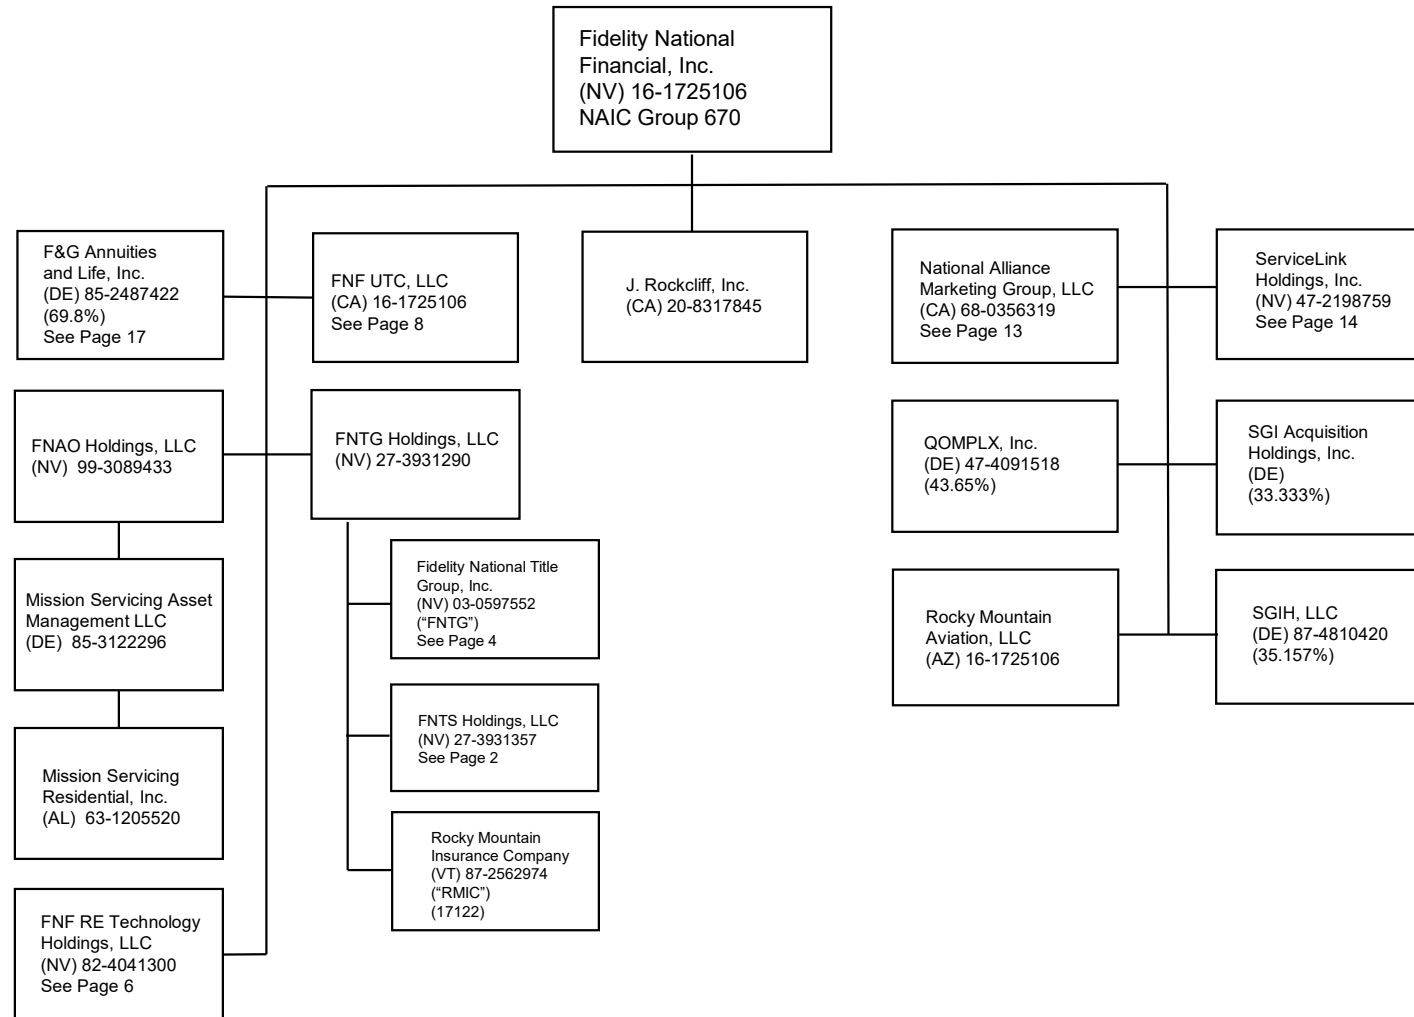 Fidelity National
Financial, Inc.
(NV) 16-1725106
NAIC Group 670
F&G Annuities
and Life, Inc.
(DE) 85-2487422
(69.8%)
See Page 17
FNF UTC, LLC
(CA) 16-1725106
See Page 8
J. Rockcliff, Inc.
(CA) 20-8317845
National Alliance
Marketing Group, LLC
(CA) 68-0356319
See Page 13
ServiceLink
Holdings, Inc.
(NV) 47-2198759
See Page 14
FNAO Holdings, LLC
(NV) 99-3089433
FNTG Holdings, LLC
(NV) 27-3931290
QOMPLX, Inc.
(DE) 47-4091518
(43.65%)
SGI Acquisition
Holdings, Inc.
(DE)
(33.333%)
Mission Servicing Asset
Management LLC
(DE) 85-3122296
Fidelity National Title
Group, Inc.
(NV) 03-0597552
(“FNTG”)
See Page 4
Rocky Mountain
Aviation, LLC
(AZ) 16-1725106
SGIH, LLC
(DE) 87-4810420
(35.157%)
FNTS Holdings, LLC
(NV) 27-3931357
See Page 2
Mission Servicing
Residential, Inc.
(AL) 63-1205520
Rocky Mountain
Insurance Company
(VT) 87-2562974
(“RMIC”)
(17122)
FNF RE Technology
Holdings, LLC
(NV) 82-4041300
See Page 6